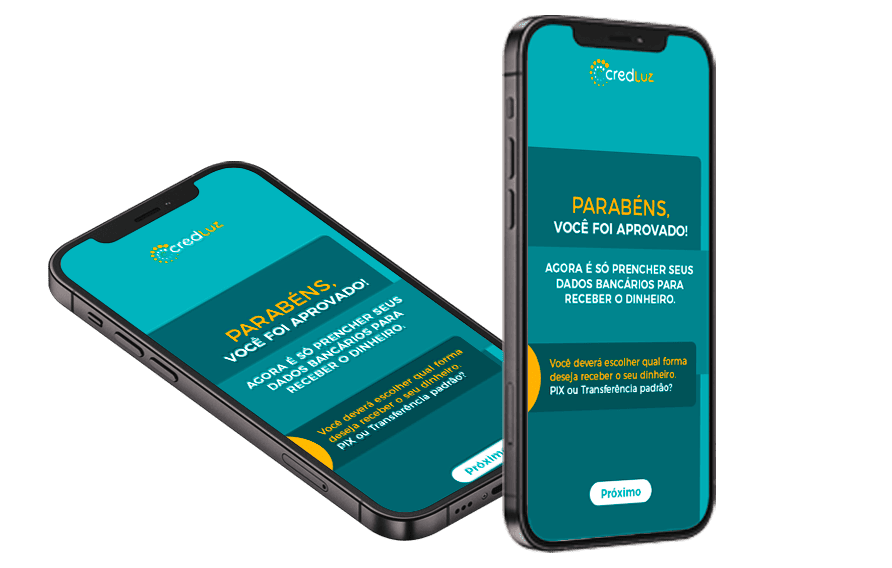 credLuz
PARABÉNS,
VOCÊ FOI APROVADO!
AGORA É SÓ PRENCHER SEUS
DADOS BANCÁRIOS PARA
RECEBER O DINHEIRO.
Você deverá escolher qual forma
deseja receber o seu dinheiro.
PIX ou Transferência padrão?
Próximo
credLuz
PARABÉNS,
VOCÊ FOI APROVADO!
AGORA É SÓ PRENCHER SEUS
DADOS BANCÁRIOS PARA
RECEBER O DINHEIRO.
Você deverá escolher qual forma
deseja receber o seu dinheiro.
PIX ou Transferência padrão?
Próximo